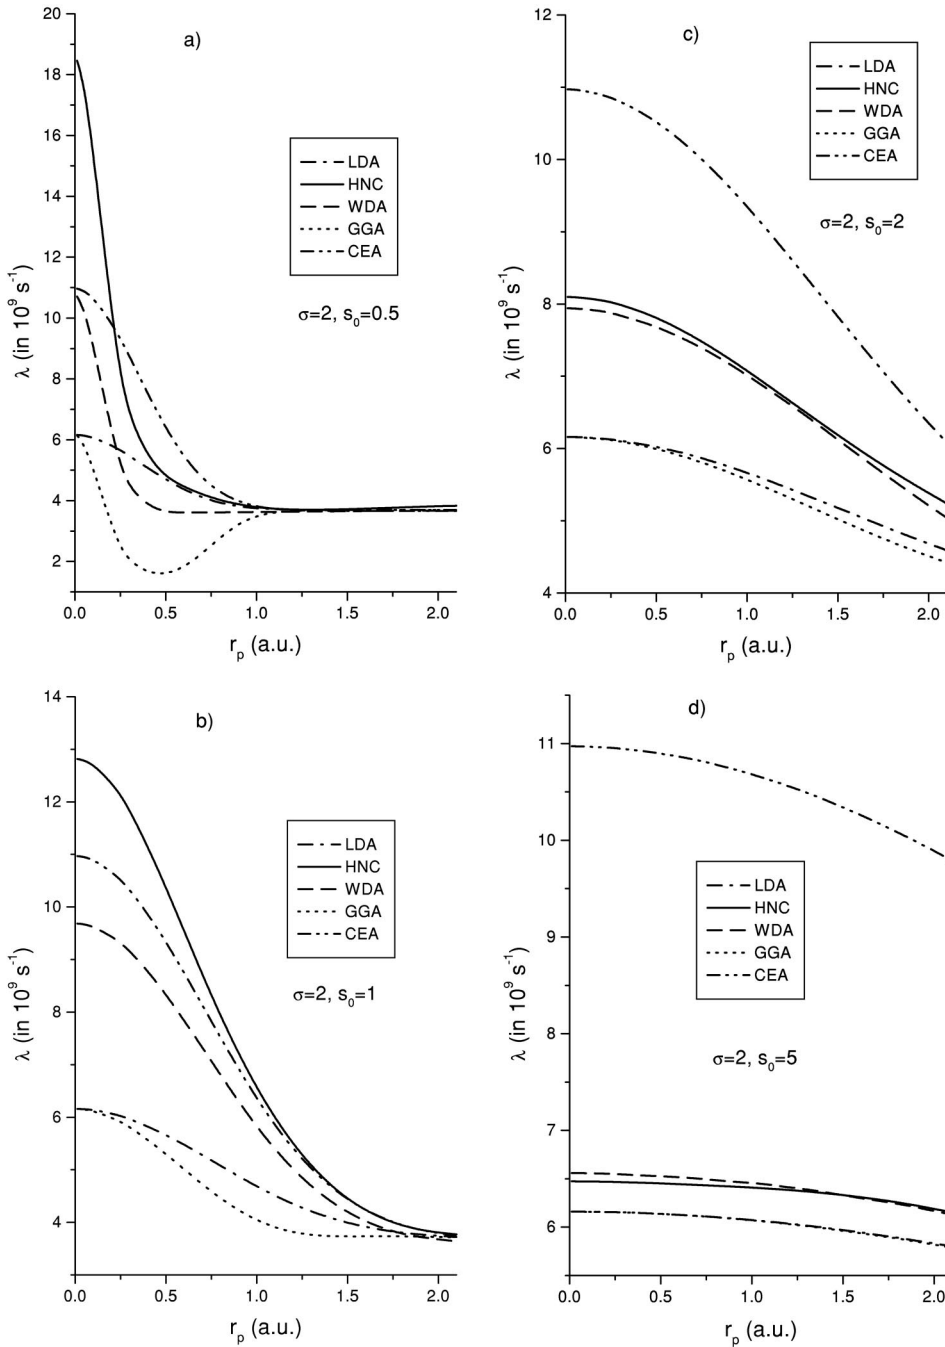 a)
20
18
16
14
12
10
8
6
4
2
λ (in 10⁹ s⁻¹)
LDA
HNC
WDA
GGA
CEA
σ=2, s₀=0.5
0.0 0.5 1.0 1.5 2.0
rₚ (a.u.)
c)
12
10
8
6
4
λ (in 10⁹ s⁻¹)
LDA
HNC
WDA
GGA
CEA
σ=2, s₀=2
0.0 0.5 1.0 1.5 2.0
rₚ (a.u.)
b)
14
12
10
8
6
4
λ (in 10⁹ s⁻¹)
LDA
HNC
WDA
GGA
CEA
σ=2, s₀=1
0.0 0.5 1.0 1.5 2.0
rₚ (a.u.)
d)
11
10
9
8
7
6
λ (in 10⁹ s⁻¹)
LDA
HNC
WDA
GGA
CEA
σ=2, s₀=5
0.0 0.5 1.0 1.5 2.0
rₚ (a.u.)